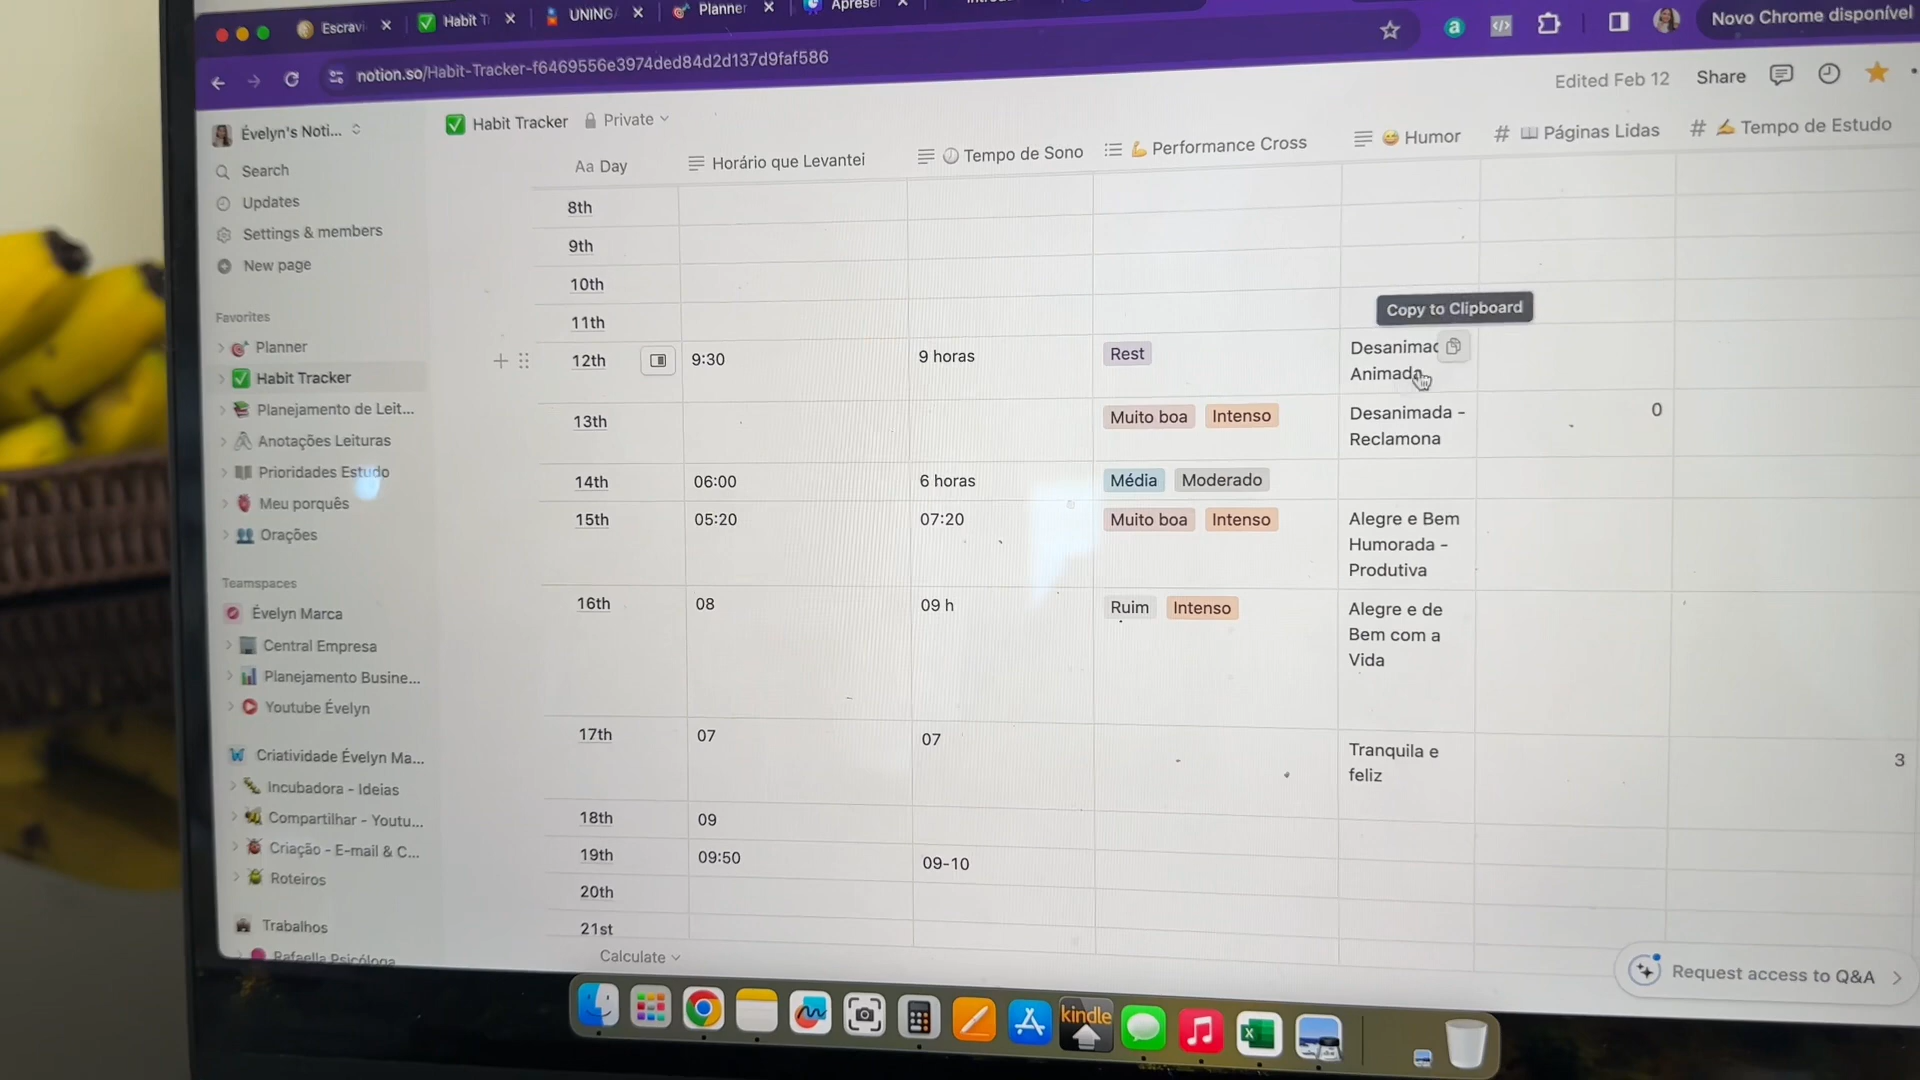 Escravi
Habit T
UNING
Planner
Novo Chrome disponível
notion.so/Habit-Tracker-f6469556e3974ded84d2d137d9faf586
Évelyn's Noti...
Search
Updates
Settings & members
New page
Favorites
Planner
Habit Tracker
Planejamento de Leit...
Anotações Leituras
Prioridades Estudo
Meu porquês
Orações
Teamspaces
Évelyn Marca
Central Empresa
Planejamento Busine...
Youtube Évelyn
Criatividade Évelyn Ma...
Incubadora - Ideias
Compartilhar - Youtu...
Criação - E-mail & C...
Roteiros
Trabalhos
Rafaella Psicóloga
Habit Tracker Private
Edited Feb 12 Share
Aa Day Horário que Levantei Tempo de Sono Performance Cross Humor # Páginas Lidas # Tempo de Estudo
8th
9th
10th
11th
Copy to Clipboard
12th 9:30 9 horas Rest Desanimad
Animada
13th Muito boa Intenso Desanimada - 0
Reclamona
14th 06:00 6 horas Média Moderado
15th 05:20 07:20 Muito boa Intenso Alegre e Bem
Humorada -
Produtiva
16th 08 09 h Ruim Intenso Alegre e de
Bem com a
Vida
17th 07 07 Tranquila e 3
feliz
18th 09
19th 09:50 09-10
20th
21st
Calculate
Request access to Q&A
kindle